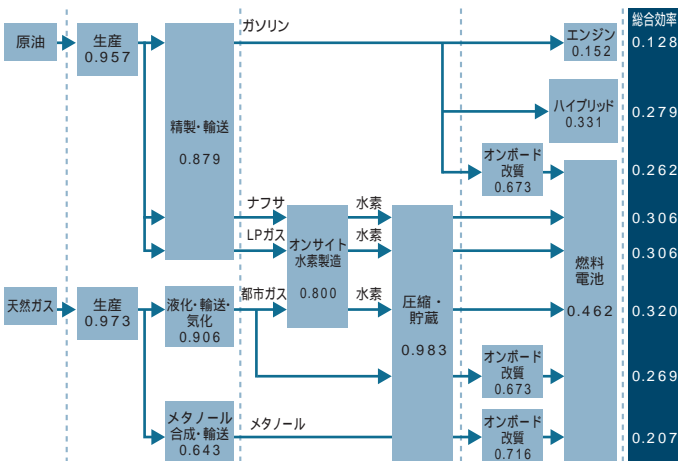 総合効率
ガソリン
原油
生産
0.957
エンジン
0.152
0.128
ハイブリッド
0.331
0.279
精製・輸送
0.879
オンボード
改質
0.673
0.262
ナフサ
水素
0.306
LPガス
水素
0.306
オンサイト
水素製造
0.800
燃料
電池
0.462
天然ガス
生産
0.973
液化・輸送・
気化
0.906
都市ガス
水素
圧縮・
貯蔵
0.983
0.320
オンボード
改質
0.673
0.269
メタノール
合成・輸送
0.643
メタノール
オンボード
改質
0.716
0.207